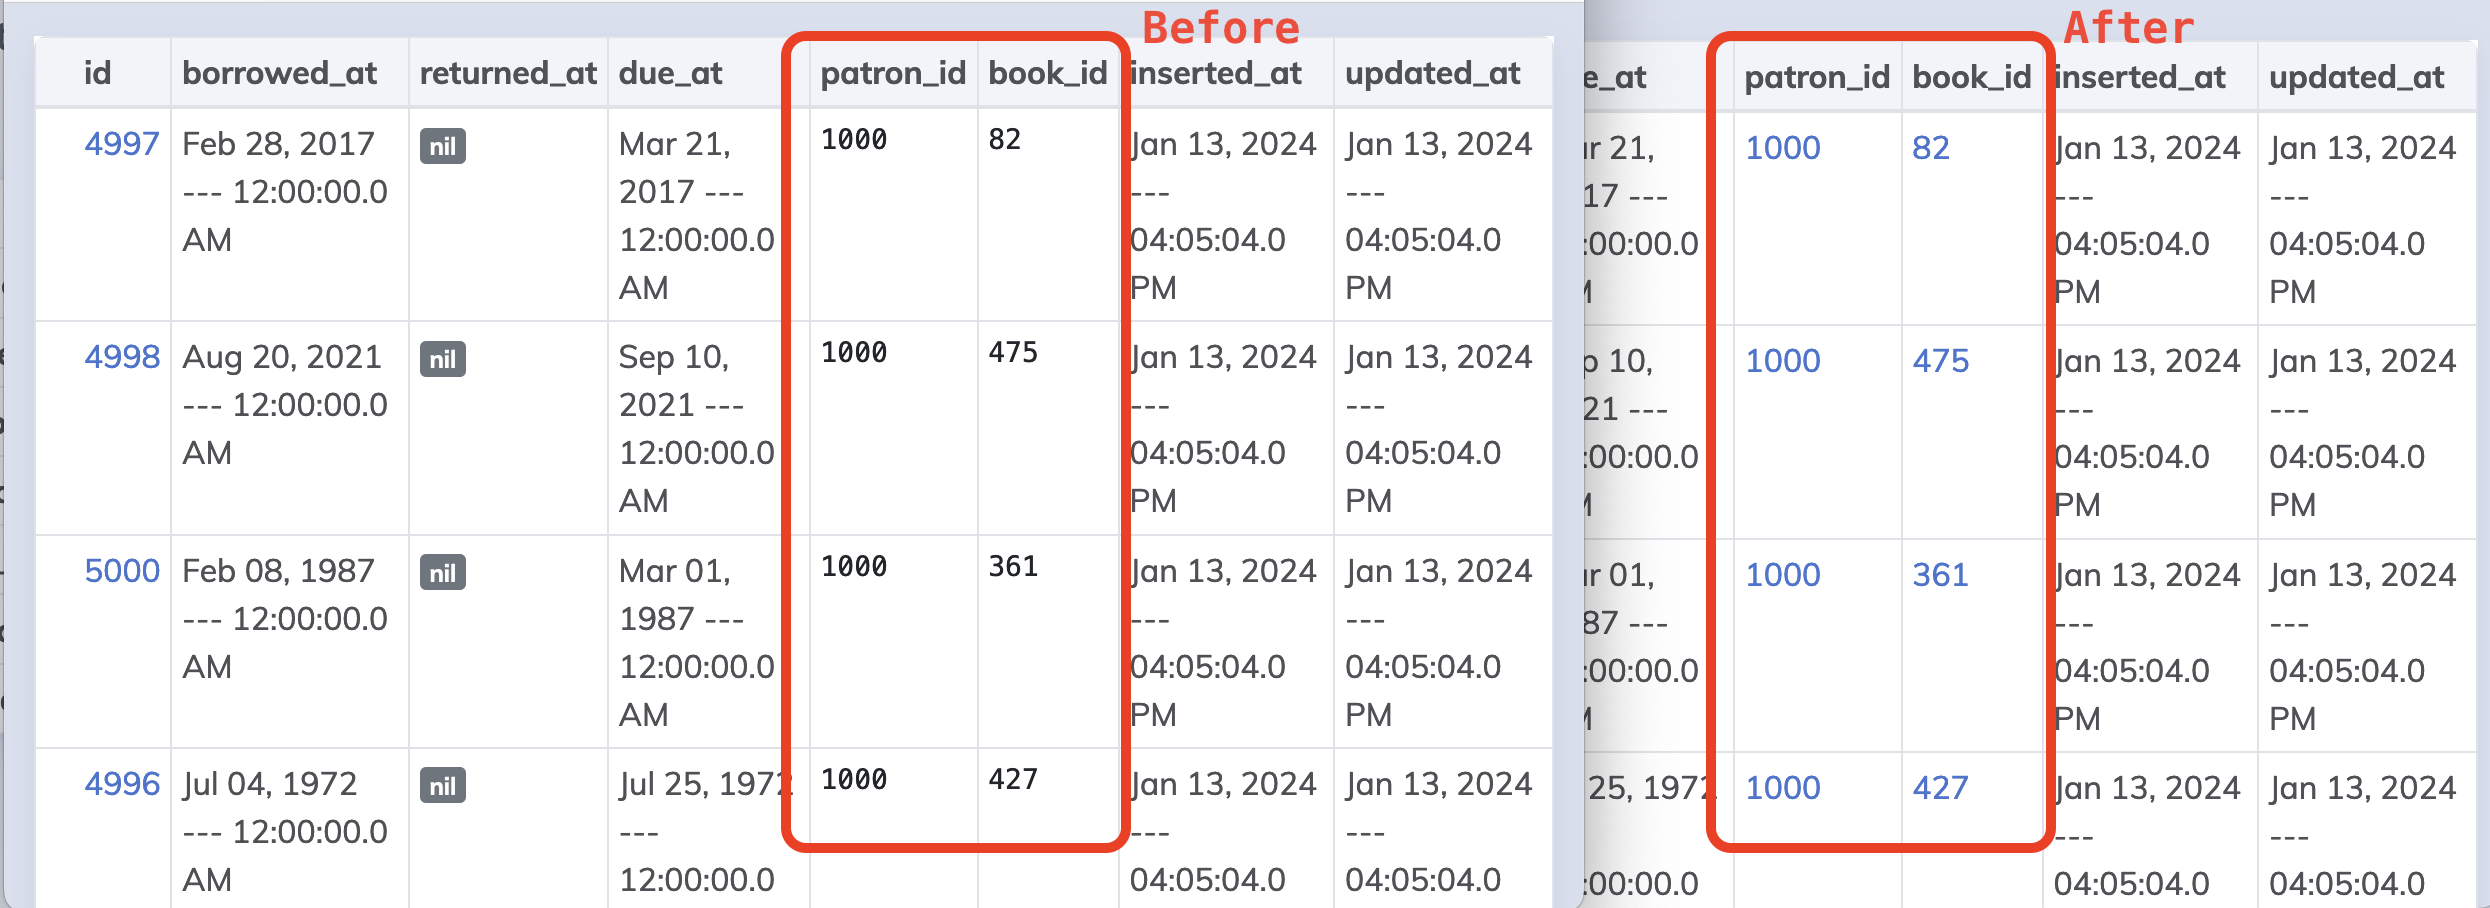 Before
After
id borrowed_at returned_at due_at patron_id book_id inserted_at updated_at
4997 Feb 28, 2017 nil Mar 21, 1000 82 Jan 13, 2024 Jan 13, 2024
--- 12:00:00.0 2017 --- --- ---
AM 12:00:00.0 04:05:04.0 04:05:04.0
AM PM PM
4998 Aug 20, 2021 nil Sep 10, 1000 475 Jan 13, 2024 Jan 13, 2024
--- 12:00:00.0 2021 --- --- ---
AM 12:00:00.0 04:05:04.0 04:05:04.0
AM PM PM
5000 Feb 08, 1987 nil Mar 01, 1000 361 Jan 13, 2024 Jan 13, 2024
--- 12:00:00.0 1987 --- --- ---
AM 12:00:00.0 04:05:04.0 04:05:04.0
AM PM PM
4996 Jul 04, 1972 nil Jul 25, 1972 1000 427 Jan 13, 2024 Jan 13, 2024
--- 12:00:00.0 --- --- ---
AM 12:00:00.0 04:05:04.0 04:05:04.0
e_at patron_id book_id inserted_at updated_at
r 21, 1000 82 Jan 13, 2024 Jan 13, 2024
17 --- --- ---
:00:00.0 04:05:04.0 04:05:04.0
PM PM
p 10, 1000 475 Jan 13, 2024 Jan 13, 2024
21 --- --- ---
:00:00.0 04:05:04.0 04:05:04.0
PM PM
r 01, 1000 361 Jan 13, 2024 Jan 13, 2024
87 --- --- ---
:00:00.0 04:05:04.0 04:05:04.0
PM PM
25, 1972 1000 427 Jan 13, 2024 Jan 13, 2024
--- ---
:00:00.0 04:05:04.0 04:05:04.0